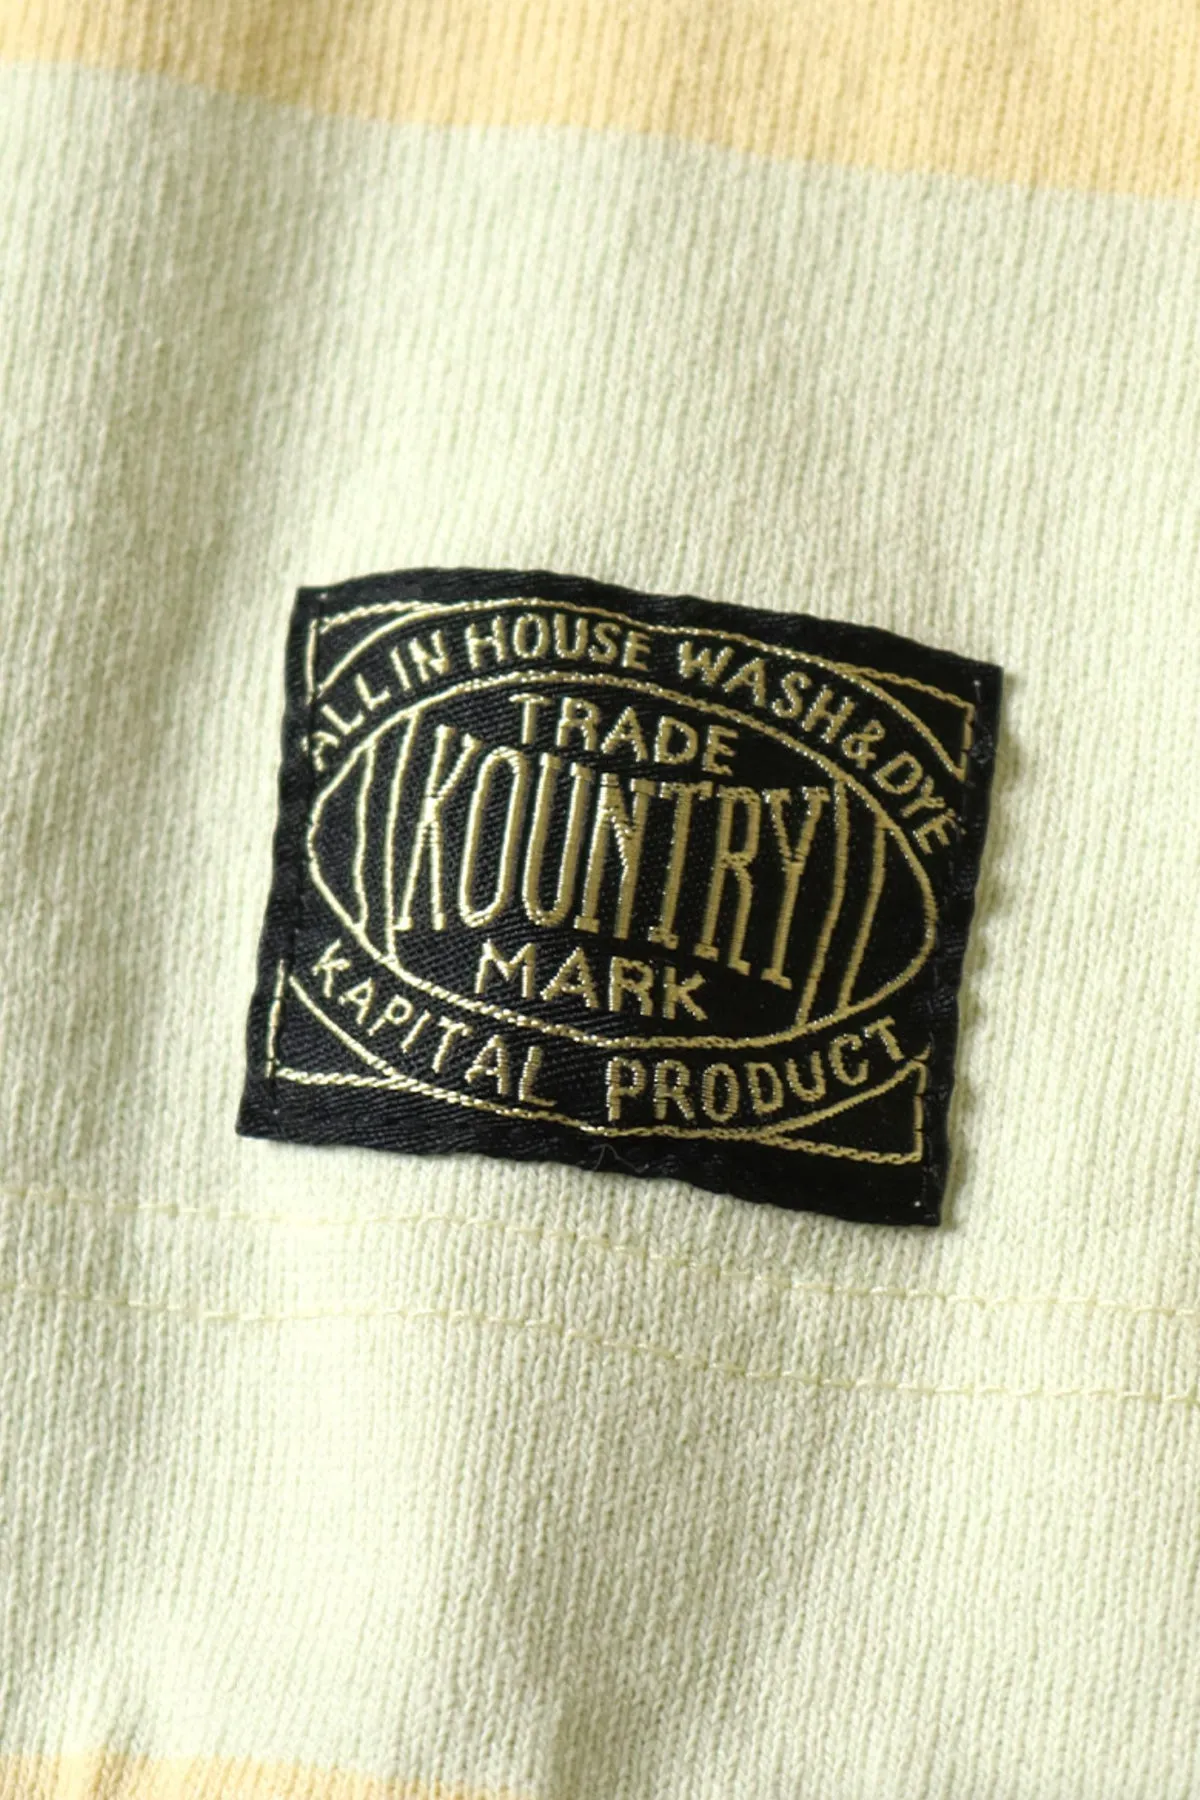 ALL IN HOUSE WASH & DYE
TRADE
KOUNTRY
MARK
KAPITAL PRODUCT